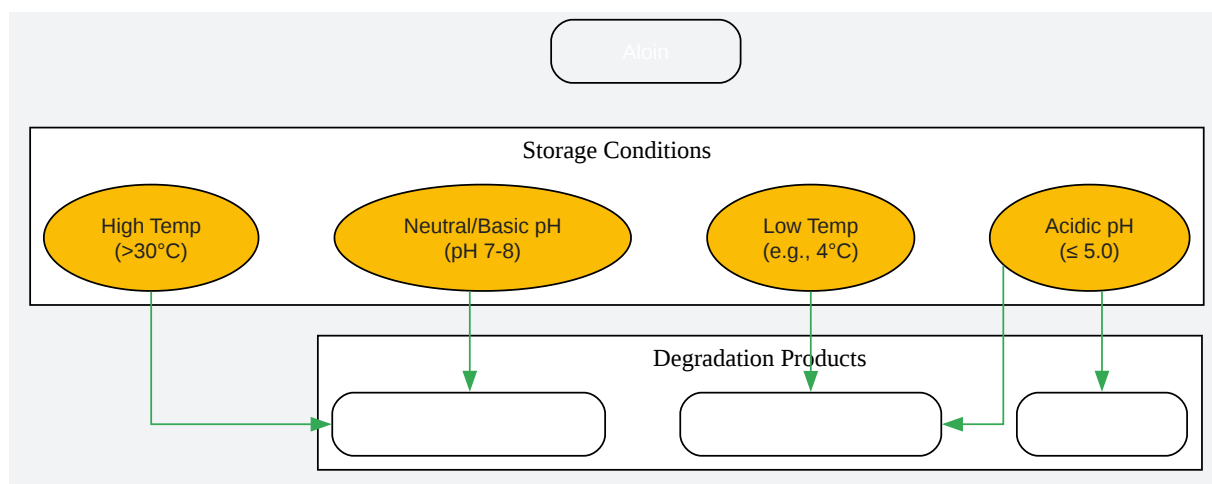 Aloin
Storage Conditions
High Temp
(>30°C)
Neutral/Basic pH
(pH 7-8)
Low Temp
(e.g., 4°C)
Acidic pH
(≤ 5.0)
Degradation Products